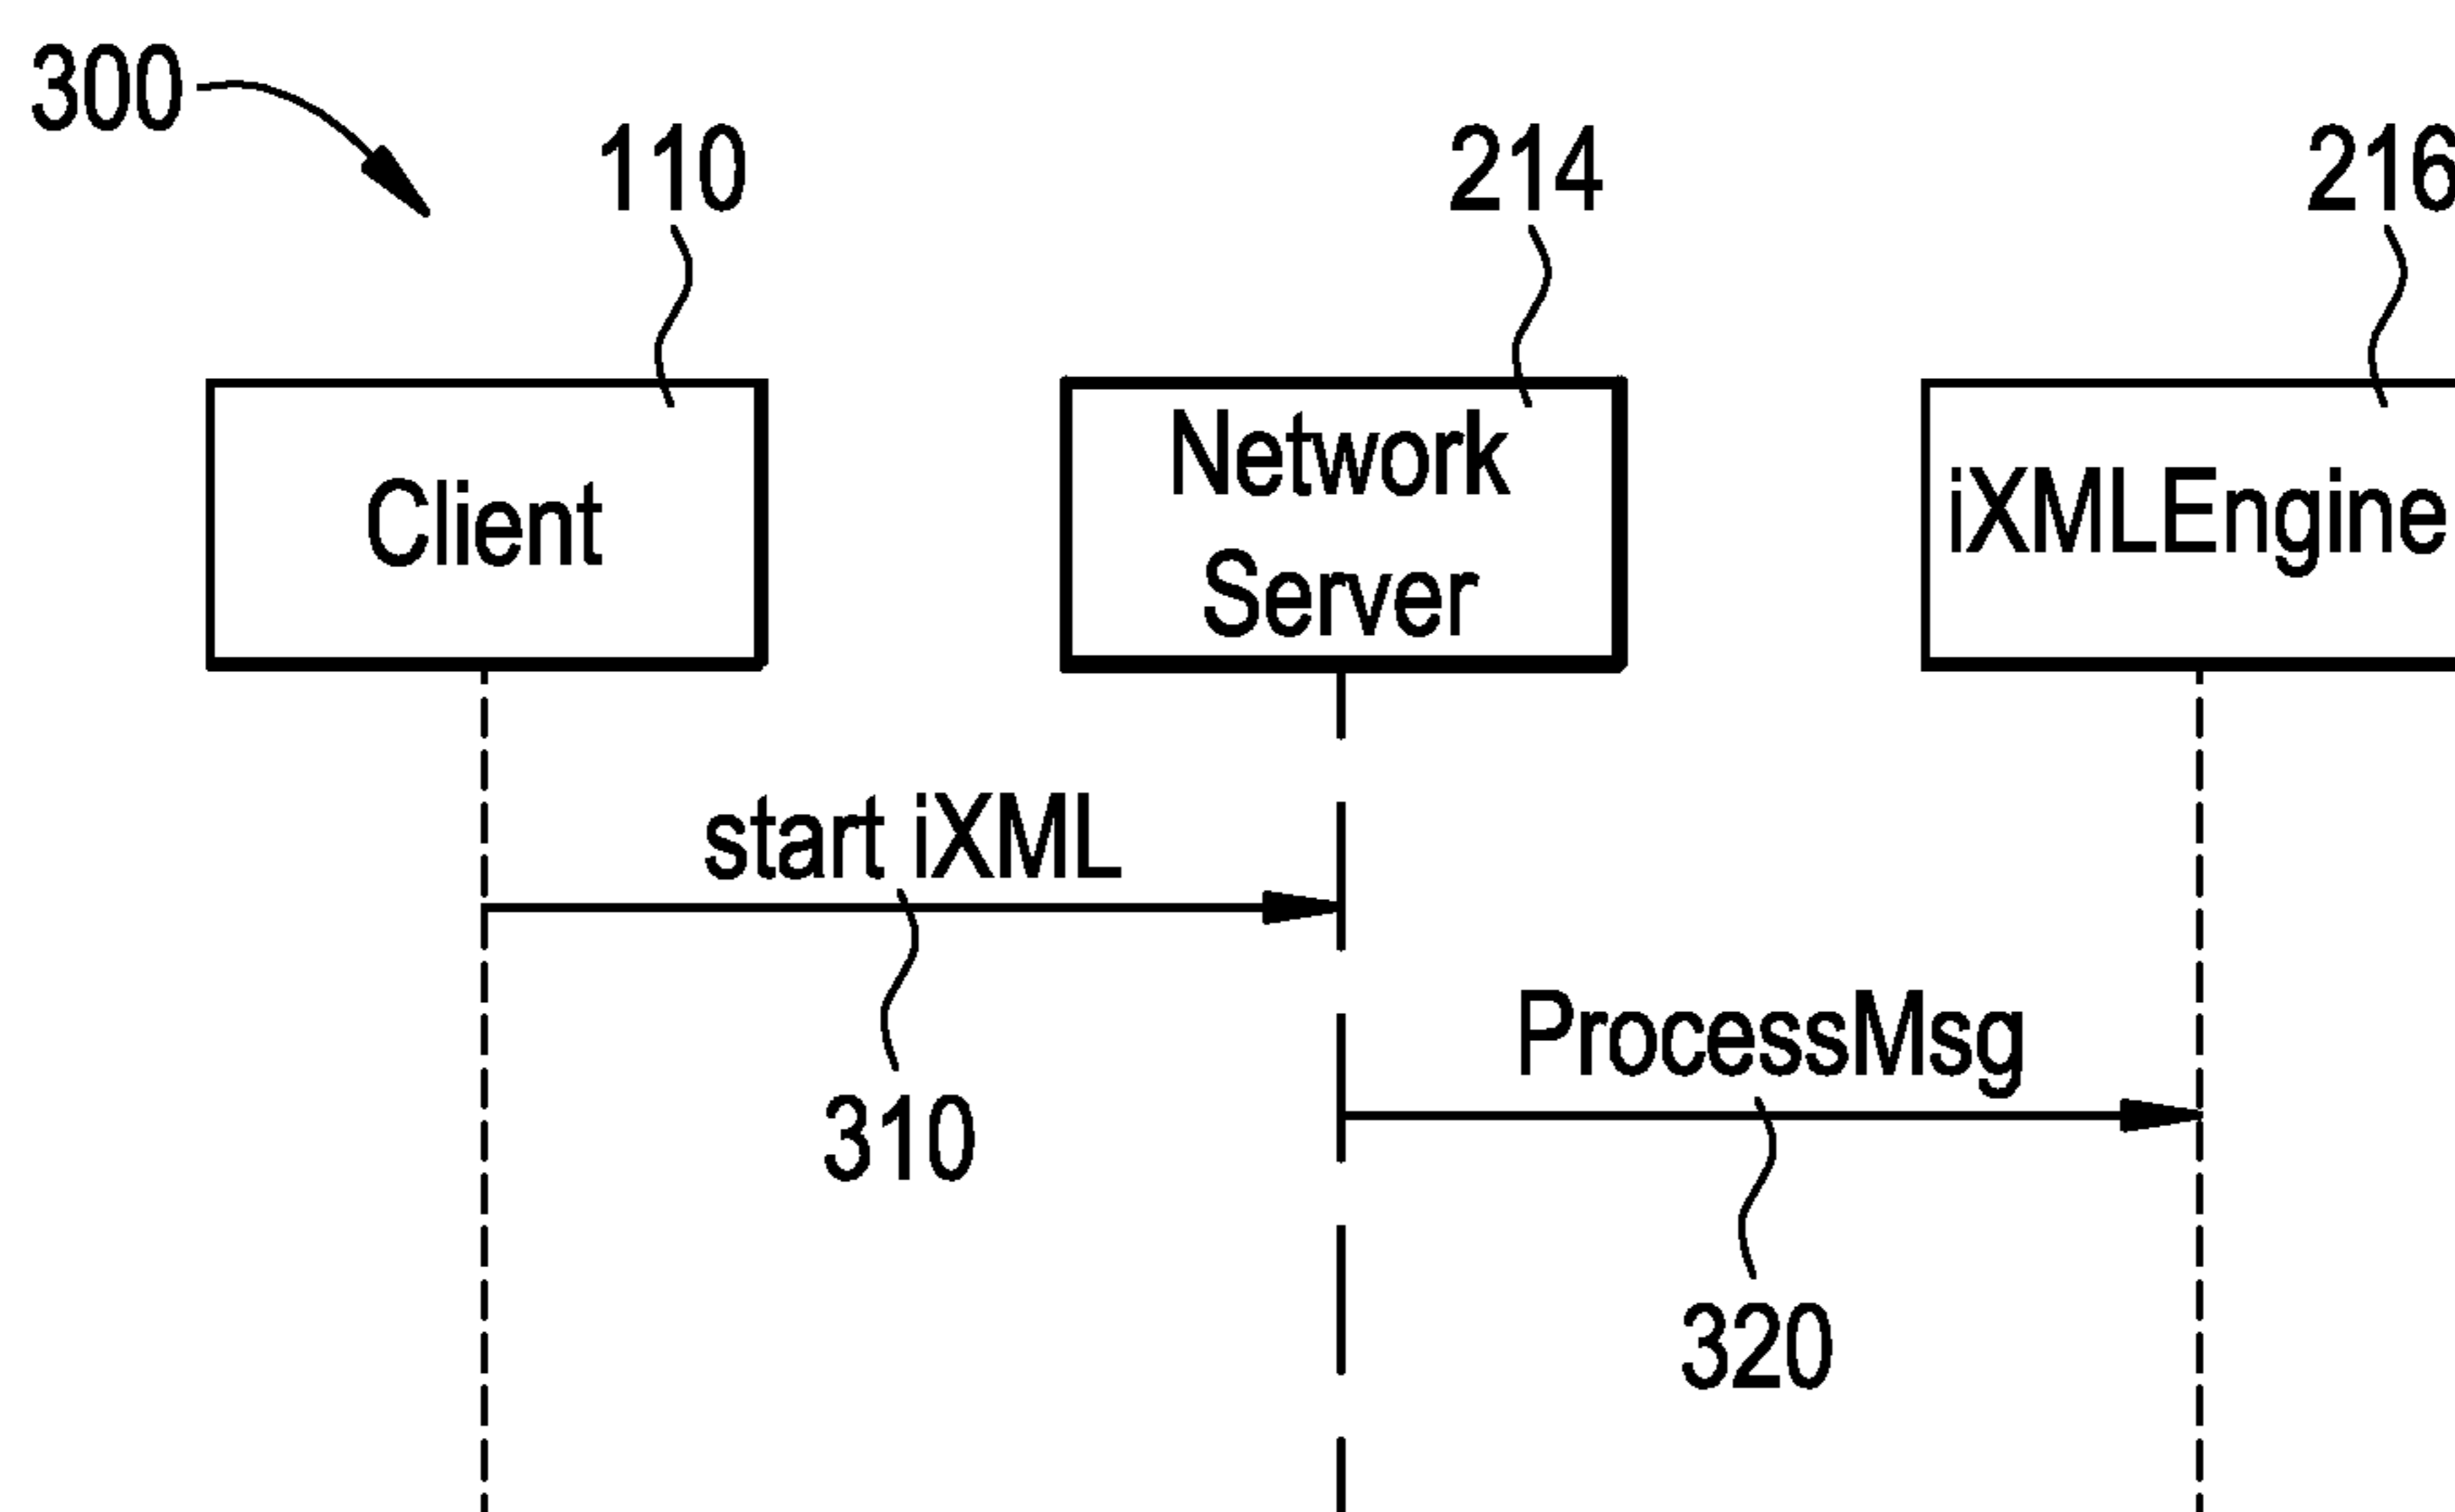 300
110
214
216
Client
Network
Server
iXMLEngine
start iXML
310
ProcessMsg
320